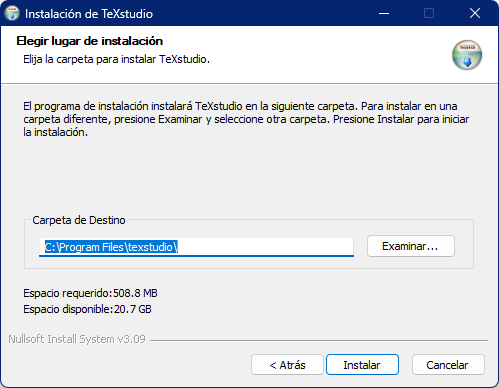 Instalación de TeXstudio
Elegir lugar de instalación
Elija la carpeta para instalar TeXstudio.
El programa de instalación instalará TeXstudio en la siguiente carpeta. Para instalar en una
carpeta diferente, presione Examinar y seleccione otra carpeta. Presione Instalar para iniciar
la instalación.
Carpeta de Destino
C:\Program Files\texstudio\
Examinar...
Espacio requerido:508.8 MB
Espacio disponible:20.7 GB
Nullsoft Install System v3.09
< Atrás
Instalar
Cancelar